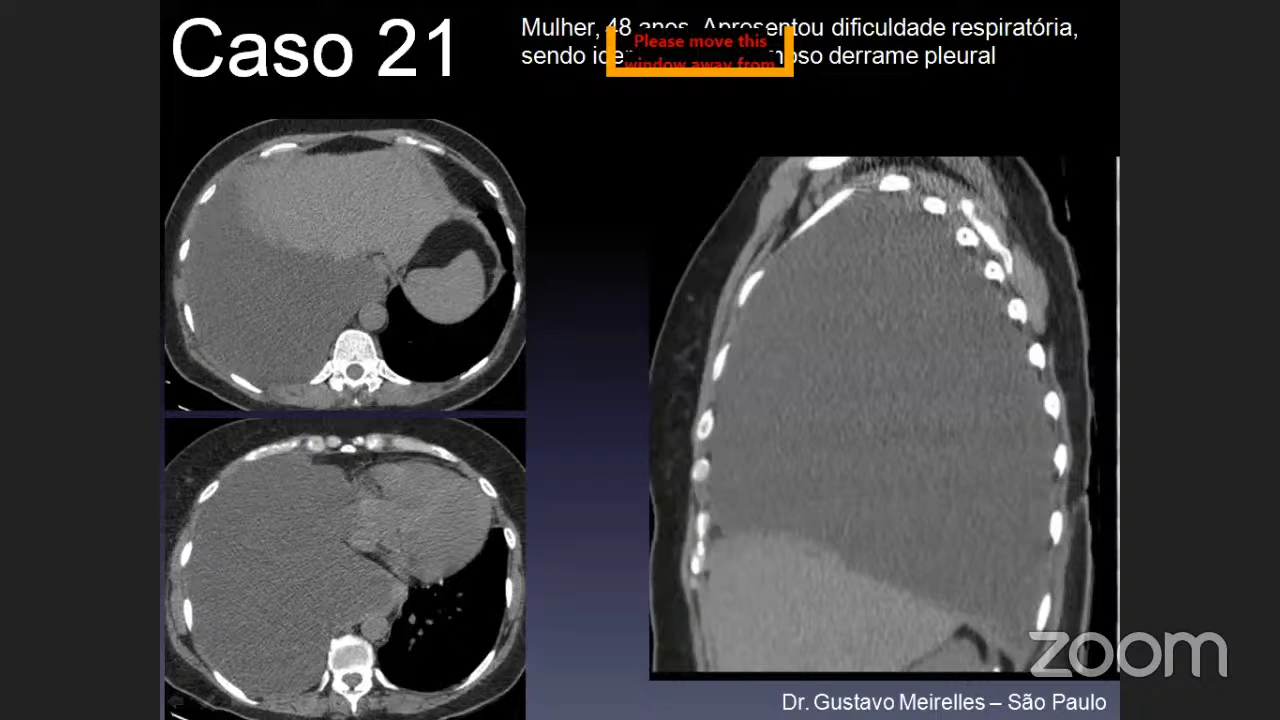 Caso 21
Mulher, 48 anos. Apresentou dificuldade respiratória,
sendo moso derrame pleural
Please move this
window away from
zoom
Dr. Gustavo Meirelles – São Paulo